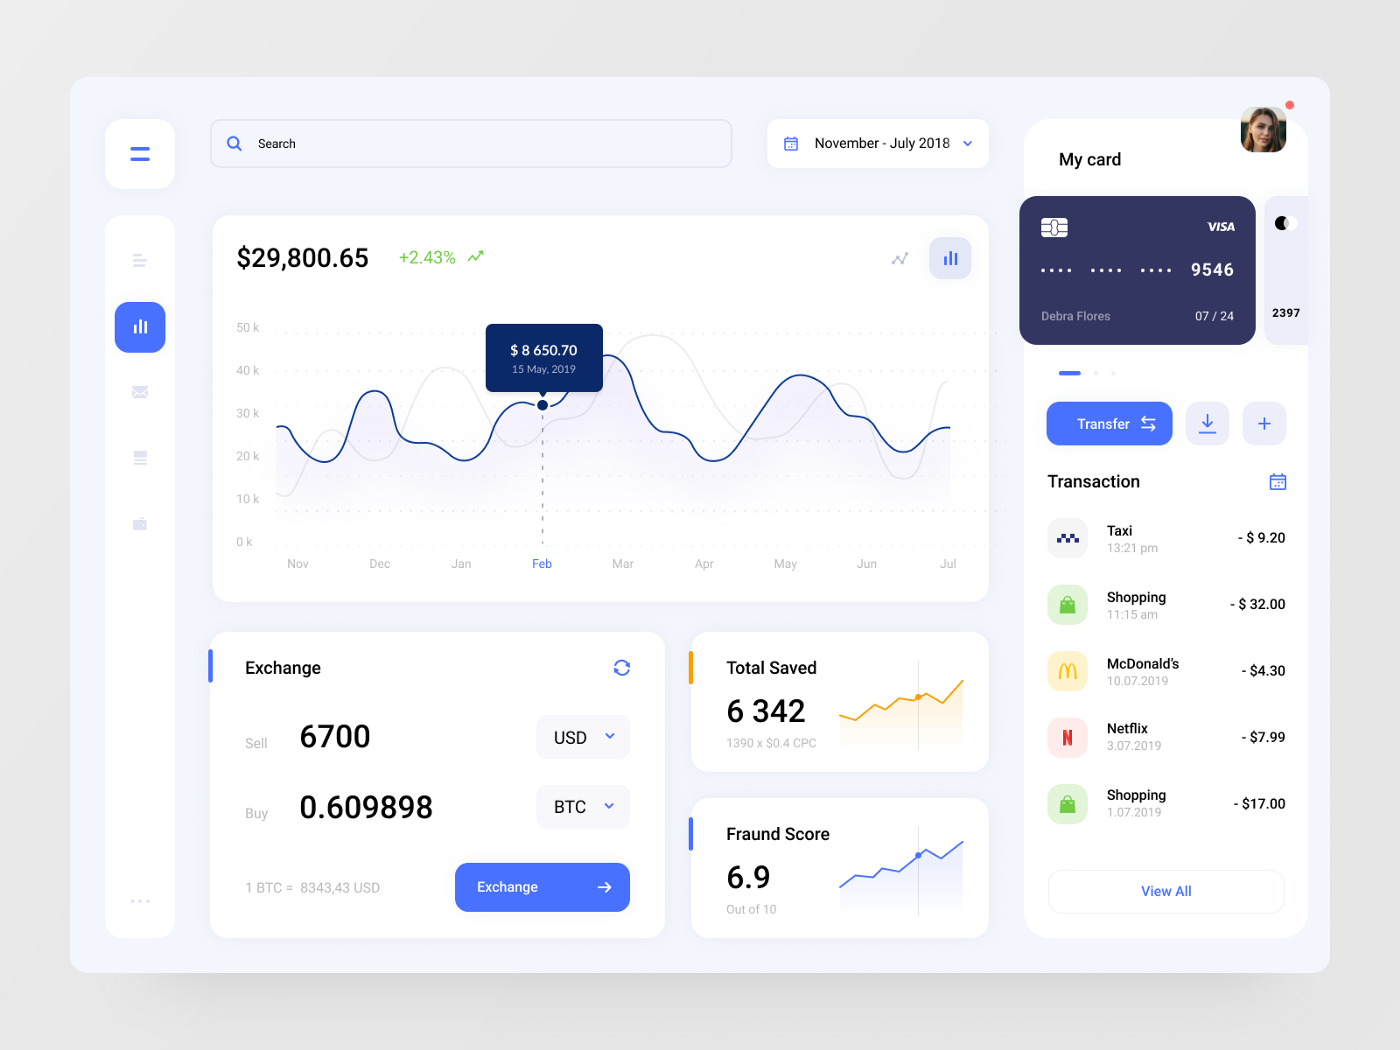 Search
November - July 2018
My card
$29,800.65
+2.43%
50 k
40 k
30 k
20 k
10 k
0 k
$ 8 650.70
15 May, 2019
Nov
Dec
Jan
Feb
Mar
Apr
May
Jun
Jul
VISA
•••• •••• •••• 9546
Debra Flores
07 / 24
2397
Transfer
Transaction
Taxi
13:21 pm
- $ 9.20
Shopping
11:15 am
- $ 32.00
McDonald's
10.07.2019
- $4.30
Netflix
3.07.2019
- $7.99
Shopping
1.07.2019
- $17.00
View All
Exchange
Sell
6700
USD
Buy
0.609898
BTC
1 BTC = 8343,43 USD
Exchange
Total Saved
6 342
1390 x $0.4 CPC
Fraund Score
6.9
Out of 10